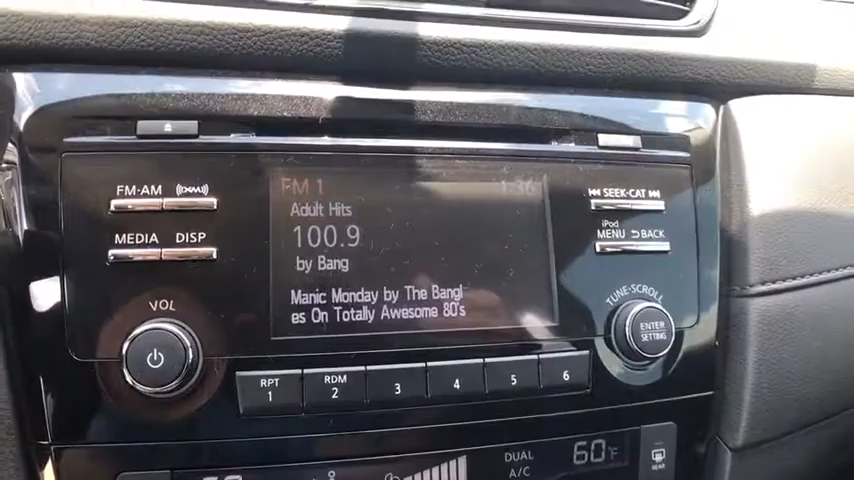 FM·AM
((XM))
SEEK·CAT
MEDIA
DISP
iPod
MENU
BACK
FM 1
1:36
Adult Hits
100.9
by Bang
Manic Monday by The Bangl
es On Totally Awesome! 80's
VOL
TUNE·SCROLL
ENTER
SETTING
RPT
1
RDM
2
3
4
5
6
DUAL
A/C
60°F
REAR